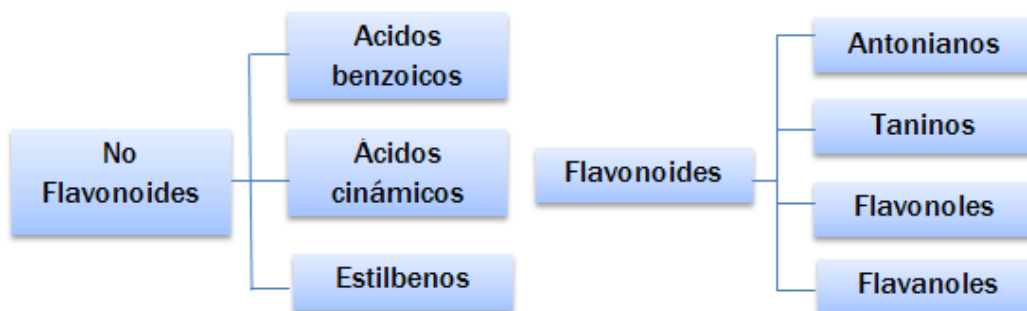 No
Flavonoides
Acidos
benzoicos
Ácidos
cinámicos
Estilbenos
Flavonoides
Antonianos
Taninos
Flavonoles
Flavanoles